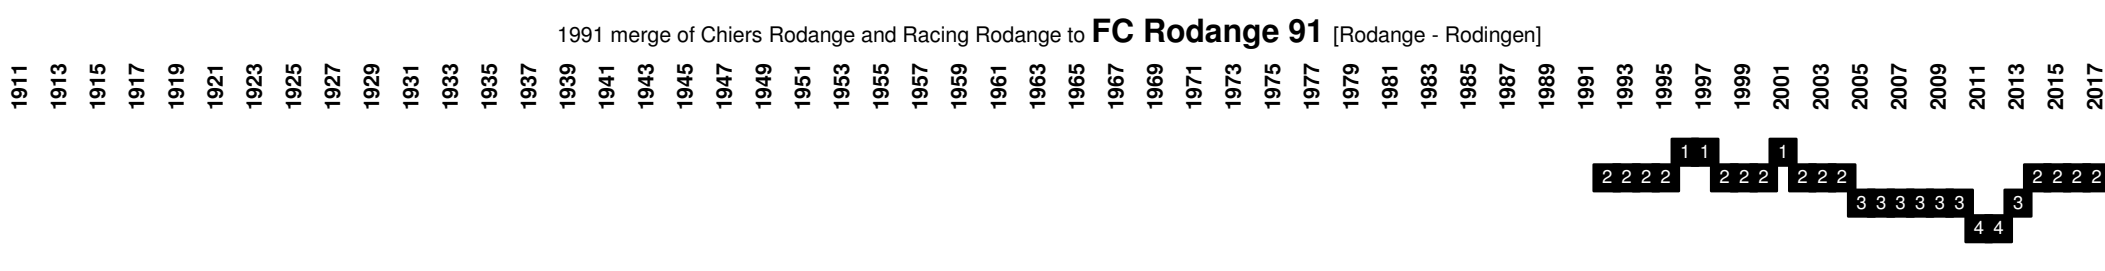 1991 merge of Chiers Rodange and Racing Rodange to FC Rodange 91 [Rodange - Rodingen]
1911 1913 1915 1917 1919 1921 1923 1925 1927 1929 1931 1933 1935 1937 1939 1941 1943 1945 1947 1949 1951 1953 1955 1957 1959 1961 1963 1965 1967 1969 1971 1973 1975 1977 1979 1981 1983 1985 1987 1989 1991 1993 1995 1997 1999 2001 2003 2005 2007 2009 2011 2013 2015 2017
1 1 1
2 2 2 2 2 2 2 2 2 2 2 2 2 2
3 3 3 3 3 3 3
4 4